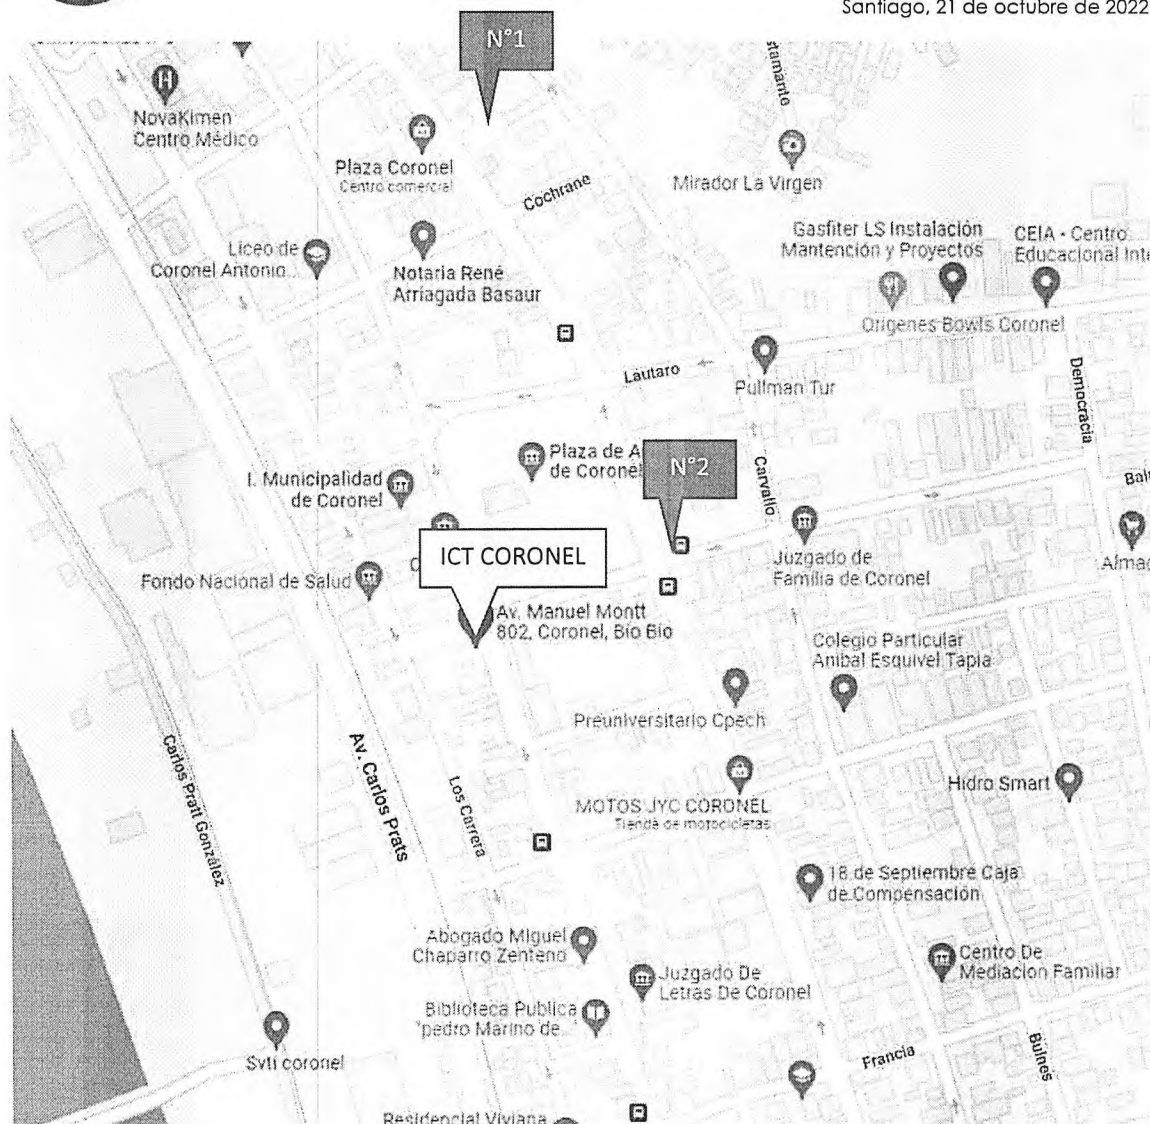 Santiago, 21 de octubre de 2022
N°1
NovaKimen
Centro Médico
Plaza Coronel
Centro comercial
Cochrane
Mirador La Virgen
Liceo de
Coronel Antonio...
Notaria René
Arriagada Basaur
Gasfiter LS Instalación
Mantención y Proyectos
CEIA - Centro
Educacional Inte
Orígenes Bowls Coronel
Lautaro
Pullman Tur
Democracia
I. Municipalidad
de Coronel
Plaza de A
de Coronel
N°2
Carvallo
Juzgado de
Familia de Coronel
Fondo Nacional de Salud
ICT CORONEL
Av. Manuel Montt
802, Coronel, Bío Bío
Colegio Particular
Anibal Esquivel Tapia
Preuniversitario Cpech
Carlos Pratt González
Av. Carlos Prats
Los Carrera
MOTOS JYC CORONEL
Tienda de motocicletas
Hidro Smart
18 de Septiembre Caja
de Compensación
Abogado Miguel
Chaparro Zenteno
Juzgado De
Letras De Coronel
Centro De
Mediacion Familiar
Biblioteca Publica
"pedro Marino de...
Svti coronel
Francia
Bulnes
Residencial Viviana